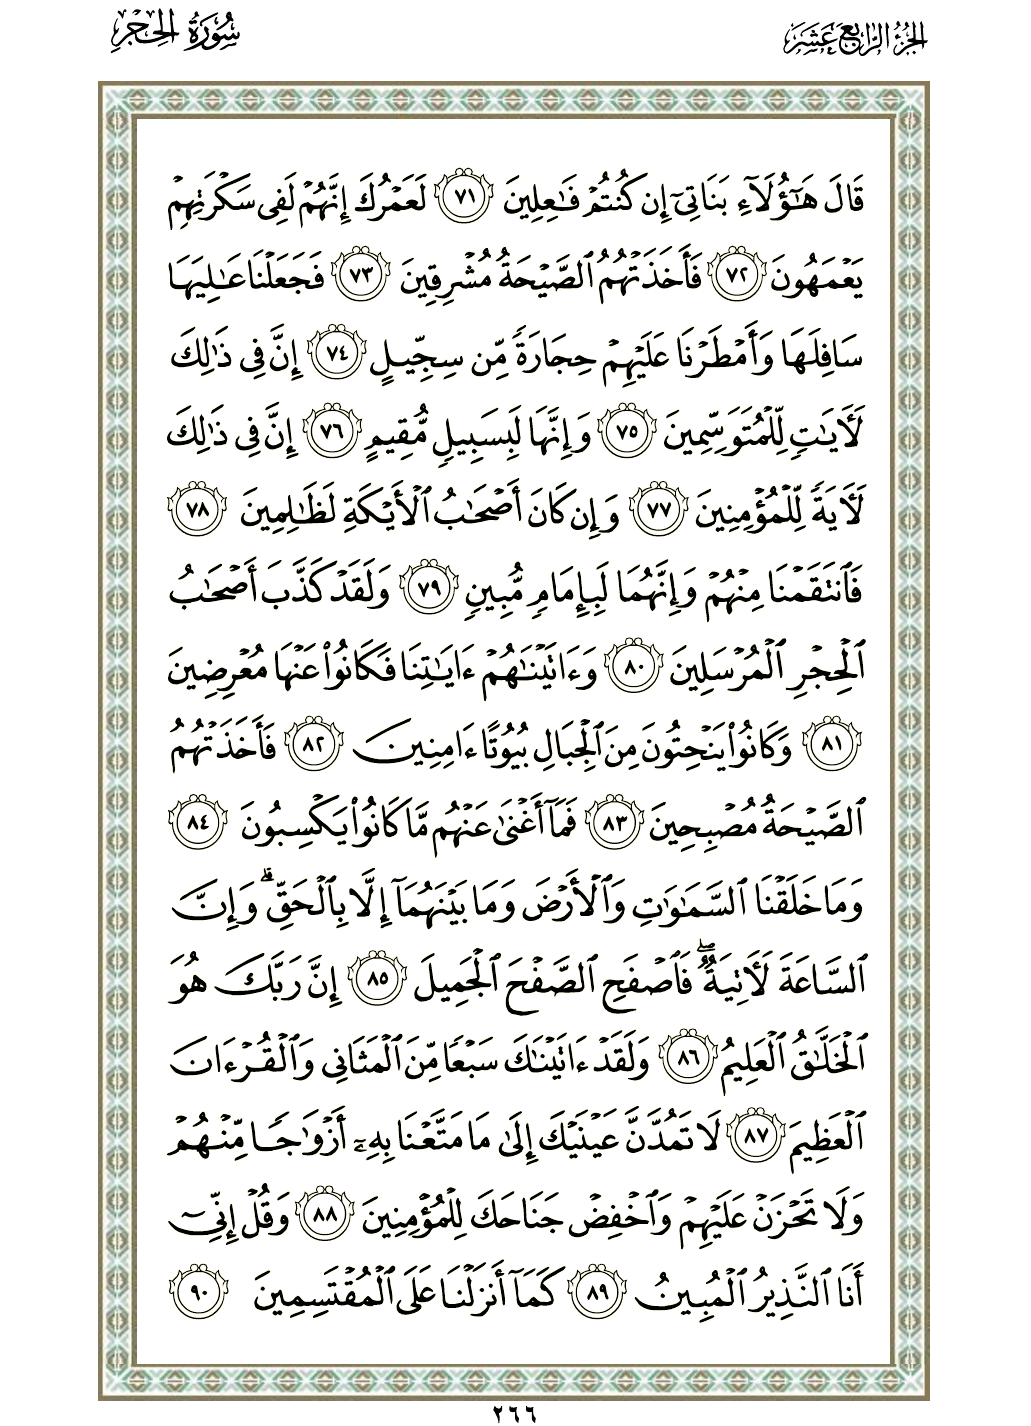 الجزء الرابع عشر
سورة الحجر
قَالَ هَٰٓؤُلَآءِ بَنَاتِىٓ إِن كُنتُمْ فَٰعِلِينَ ٧١ لَعَمْرُكَ إِنَّهُمْ لَفِى سَكْرَتِهِمْ
يَعْمَهُونَ ٧٢ فَأَخَذَتْهُمُ ٱلصَّيْحَةُ مُشْرِقِينَ ٧٣ فَجَعَلْنَا عَٰلِيَهَا
سَافِلَهَا وَأَمْطَرْنَا عَلَيْهِمْ حِجَارَةً مِّن سِجِّيلٍ ٧٤ إِنَّ فِى ذَٰلِكَ
لَءَايَٰتٍ لِّلْمُتَوَسِّمِينَ ٧٥ وَإِنَّهَا لَبِسَبِيلٍ مُّقِيمٍ ٧٦ إِنَّ فِى ذَٰلِكَ
لَءَايَةً لِّلْمُؤْمِنِينَ ٧٧ وَإِن كَانَ أَصْحَٰبُ ٱلْأَيْكَةِ لَظَٰلِمِينَ ٧٨
فَٱنتَقَمْنَا مِنْهُمْ وَإِنَّهُمَا لَبِإِمَامٍ مُّبِينٍ ٧٩ وَلَقَدْ كَذَّبَ أَصْحَٰبُ
ٱلْحِجْرِ ٱلْمُرْسَلِينَ ٨٠ وَءَاتَيْنَٰهُمْ ءَايَٰتِنَا فَكَانُوا۟ عَنْهَا مُعْرِضِينَ
٨١ وَكَانُوا۟ يَنْحِتُونَ مِنَ ٱلْجِبَالِ بُيُوتًا ءَامِنِينَ ٨٢ فَأَخَذَتْهُمُ
ٱلصَّيْحَةُ مُصْبِحِينَ ٨٣ فَمَآ أَغْنَىٰ عَنْهُم مَّا كَانُوا۟ يَكْسِبُونَ ٨٤
وَمَا خَلَقْنَا ٱلسَّمَٰوَٰتِ وَٱلْأَرْضَ وَمَا بَيْنَهُمَآ إِلَّا بِٱلْحَقِّ ۗ وَإِنَّ
ٱلسَّاعَةَ لَءَاتِيَةٌ ۖ فَٱصْفَحِ ٱلصَّفْحَ ٱلْجَمِيلَ ٨٥ إِنَّ رَبَّكَ هُوَ
ٱلْخَلَّٰقُ ٱلْعَلِيمُ ٨٦ وَلَقَدْ ءَاتَيْنَٰكَ سَبْعًا مِّنَ ٱلْمَثَانِى وَٱلْقُرْءَانَ
ٱلْعَظِيمَ ٨٧ لَا تَمُدَّنَّ عَيْنَيْكَ إِلَىٰ مَا مَتَّعْنَا بِهِۦٓ أَزْوَٰجًا مِّنْهُمْ
وَلَا تَحْزَنْ عَلَيْهِمْ وَٱخْفِضْ جَنَاحَكَ لِلْمُؤْمِنِينَ ٨٨ وَقُلْ إِنِّىٓ
أَنَا ٱلنَّذِيرُ ٱلْمُبِينُ ٨٩ كَمَآ أَنزَلْنَا عَلَى ٱلْمُقْتَسِمِينَ ٩٠
٢٦٦